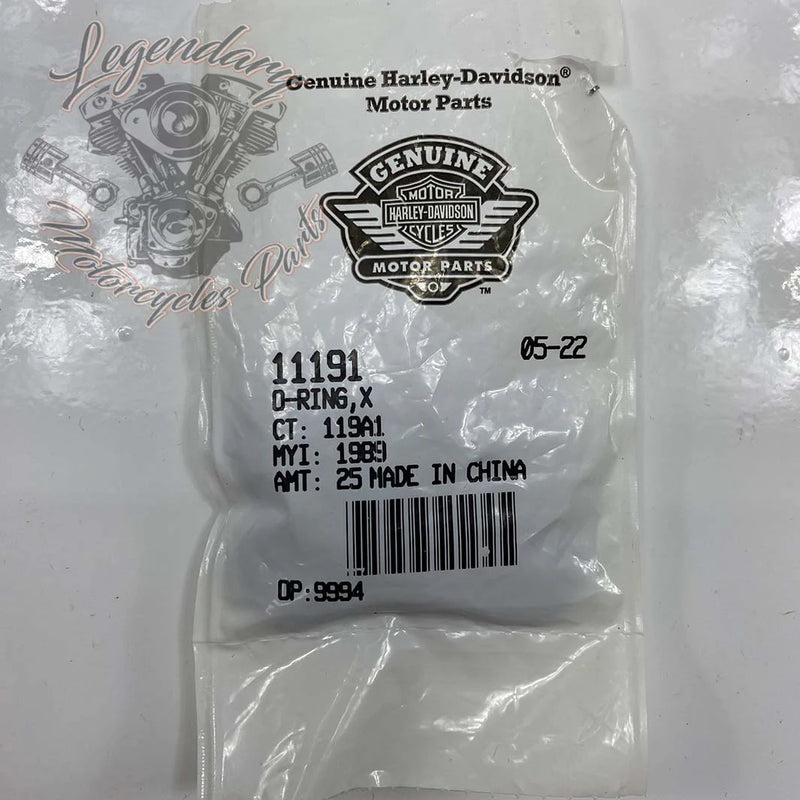 Legendary
Motorcycles Parts
Genuine Harley-Davidson®
Motor Parts
GENUINE
MOTOR
HARLEY-DAVIDSON
CYCLES
MOTOR PARTS
TM
05-22
11191
O-RING,X
CT: 119A1
MYI: 1989
AMT: 25 MADE IN CHINA
OP:9994